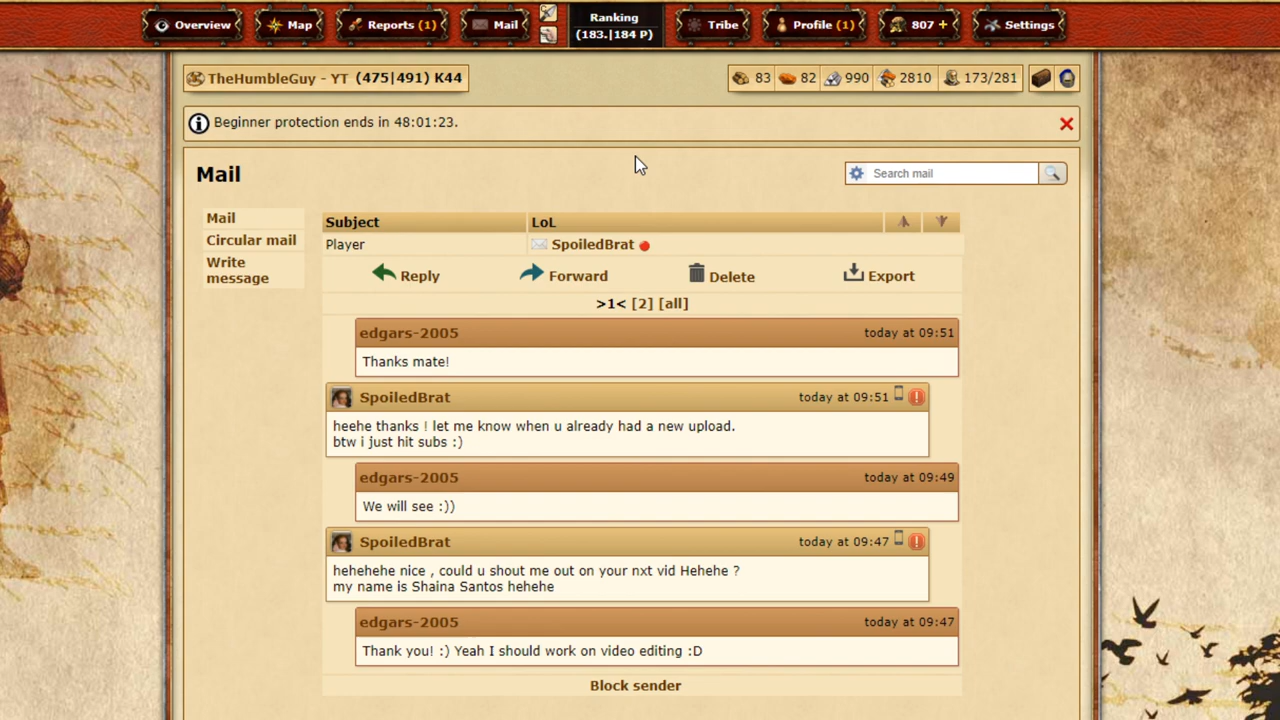 Overview Map Reports (1) Mail Ranking Tribe Profile (1) 807 + Settings
(183.|184 P)
TheHumbleGuy - YT (475|491) K44 83 82 990 2810 173/281
Beginner protection ends in 48:01:23.
Mail
Search mail
Mail
Circular mail
Write
message
Subject LoL
Player SpoiledBrat
Reply Forward Delete Export
>1< [2] [all]
edgars-2005 today at 09:51
Thanks mate!
SpoiledBrat today at 09:51
heehe thanks ! let me know when u already had a new upload.
btw i just hit subs :)
edgars-2005 today at 09:49
We will see :))
SpoiledBrat today at 09:47
hehehehe nice , could u shout me out on your nxt vid Hehehe ?
my name is Shaina Santos hehehe
edgars-2005 today at 09:47
Thank you! :) Yeah I should work on video editing :D
Block sender